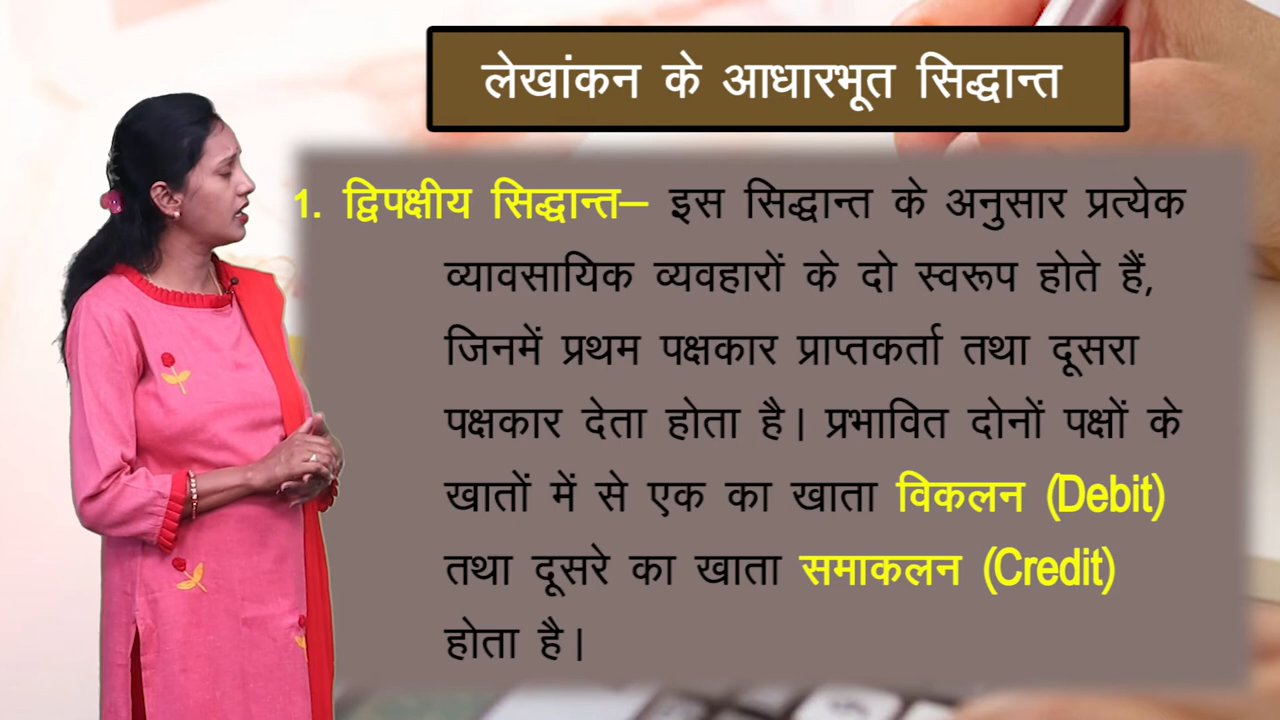 लेखांकन के आधारभूत सिद्धान्त
1. द्विपक्षीय सिद्धान्त– इस सिद्धान्त के अनुसार प्रत्येक
व्यावसायिक व्यवहारों के दो स्वरूप होते हैं,
जिनमें प्रथम पक्षकार प्राप्तकर्ता तथा दूसरा
पक्षकार देता होता है। प्रभावित दोनों पक्षों के
खातों में से एक का खाता विकलन (Debit)
तथा दूसरे का खाता समाकलन (Credit)
होता है।